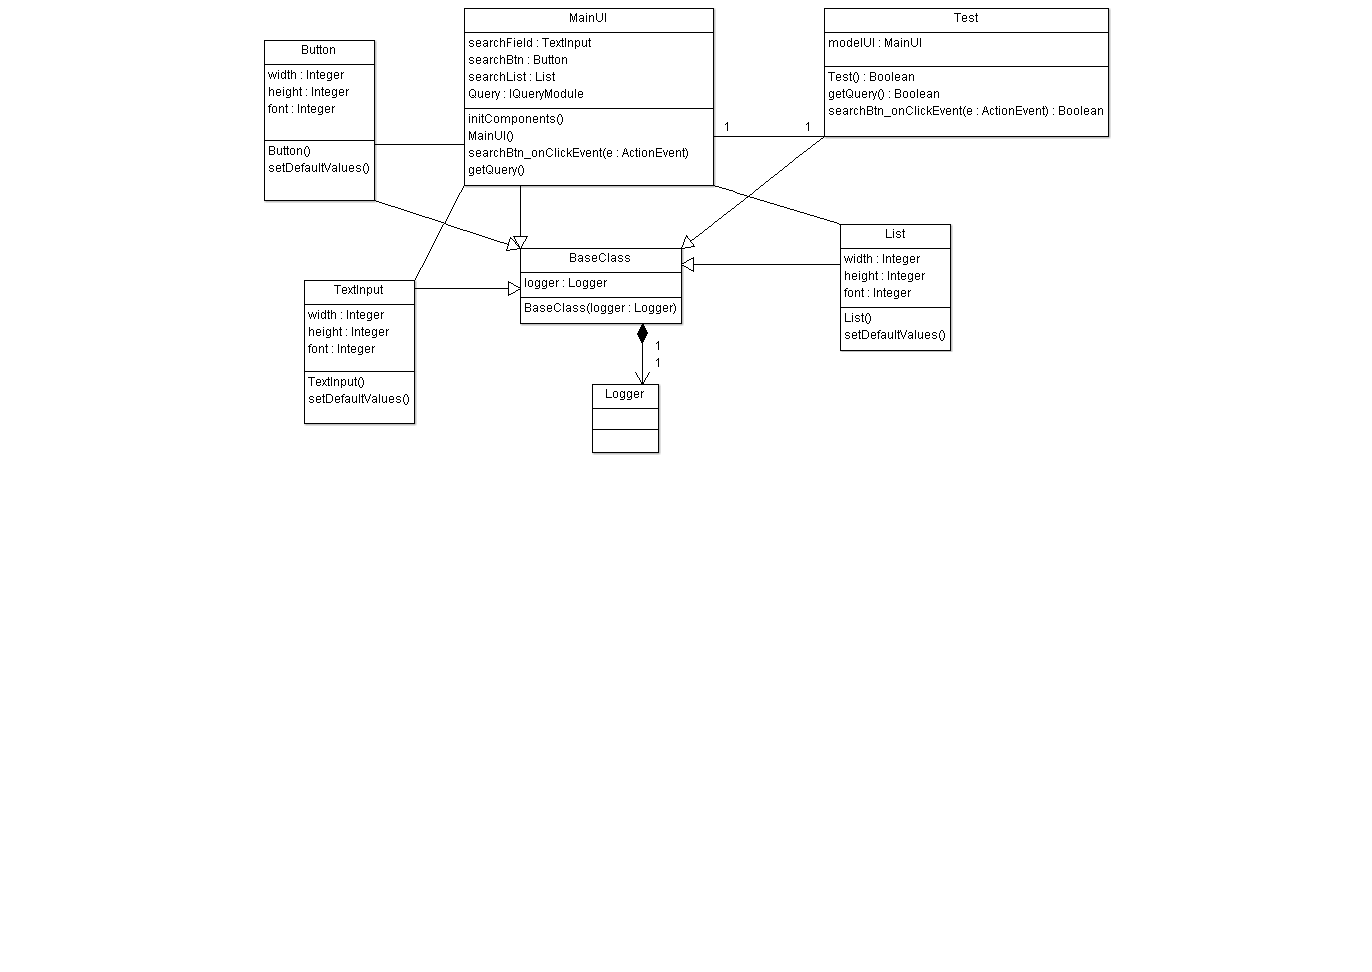 Button
width : Integer
height : Integer
font : Integer
Button()
setDefaultValues()
MainUI
searchField : TextInput
searchBtn : Button
searchList : List
Query : IQueryModule
initComponents()
MainUI()
searchBtn_onClickEvent(e : ActionEvent)
getQuery()
1
1
Test
modelUI : MainUI
Test() : Boolean
getQuery() : Boolean
searchBtn_onClickEvent(e : ActionEvent) : Boolean
TextInput
width : Integer
height : Integer
font : Integer
TextInput()
setDefaultValues()
BaseClass
logger : Logger
BaseClass(logger : Logger)
1
1
Logger
List
width : Integer
height : Integer
font : Integer
List()
setDefaultValues()